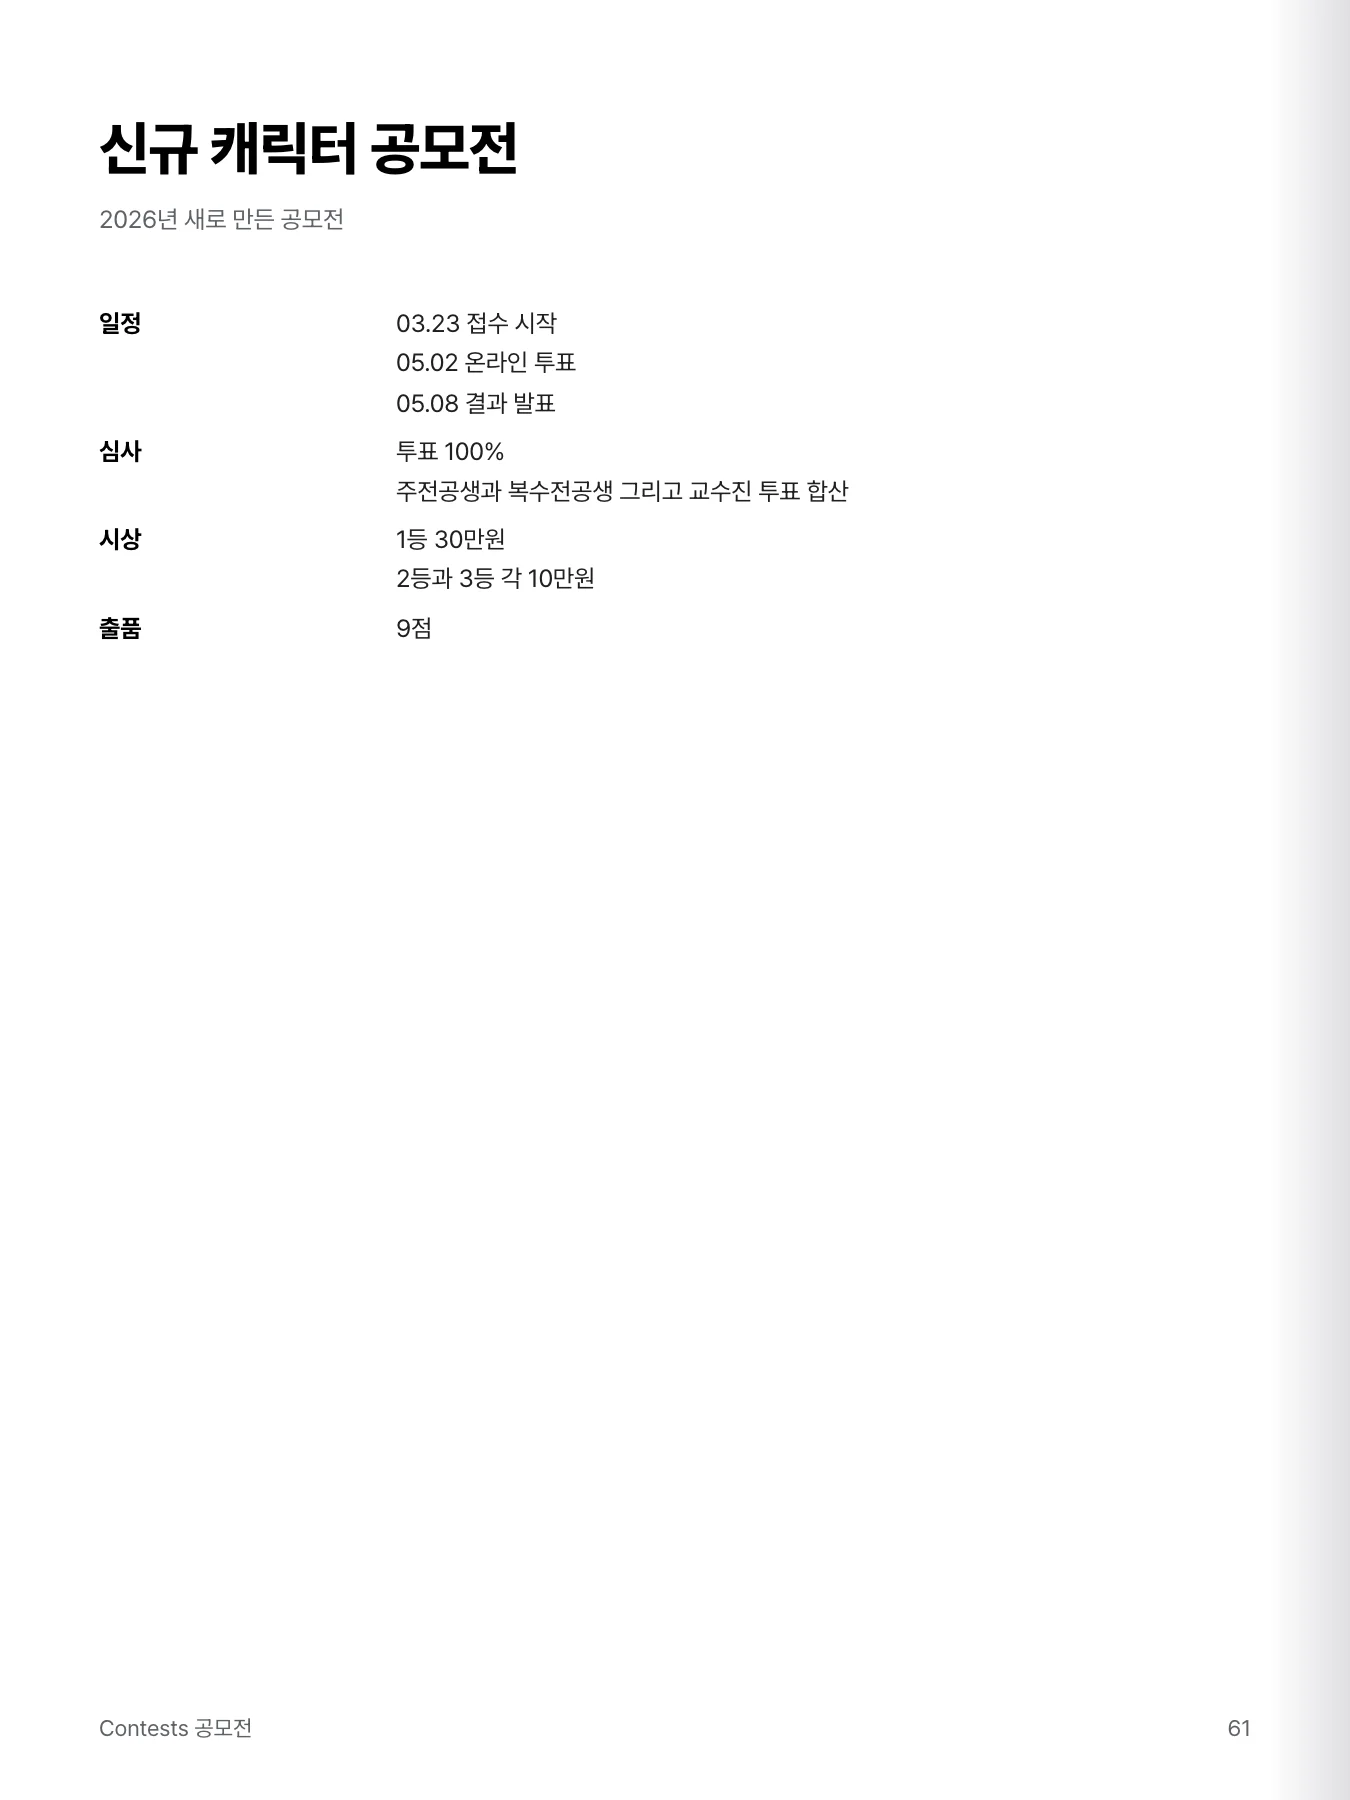 신규 캐릭터 공모전
2026년 새로 만든 공모전
일정 03.23 접수 시작
05.02 온라인 투표
05.08 결과 발표
심사 투표 100%
주전공생과 복수전공생 그리고 교수진 투표 합산
시상 1등 30만원
2등과 3등 각 10만원
출품 9점
Contests 공모전 61